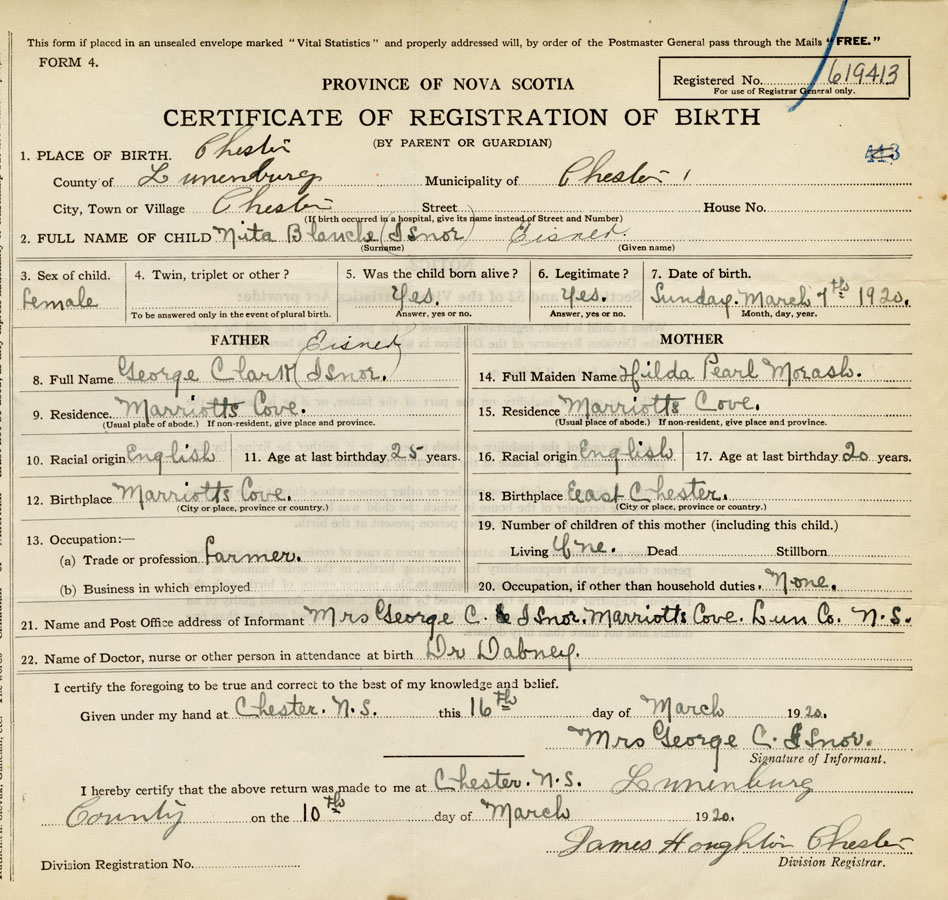 This form if placed in an unsealed envelope marked "Vital Statistics" and properly addressed will, by order of the Postmaster General pass through the Mails "FREE."
FORM 4.
Registered No. 619413
For use of Registrar General only.
PROVINCE OF NOVA SCOTIA
CERTIFICATE OF REGISTRATION OF BIRTH
(BY PARENT OR GUARDIAN)
443
1. PLACE OF BIRTH. Chester
County of Lunenburg Municipality of Chester
City, Town or Village Chester Street House No.
(If birth occurred in a hospital, give its name instead of Street and Number)
2. FULL NAME OF CHILD Nita Blanche (Isnor) Eisner.
(Surname) (Given name)
3. Sex of child. 4. Twin, triplet or other? 5. Was the child born alive? 6. Legitimate? 7. Date of birth.
Female Yes. Yes. Sunday. March 7th 1920.
To be answered only in the event of plural birth. Answer, yes or no. Answer, yes or no. Month, day, year.
FATHER Eisner MOTHER
8. Full Name George Clark (Isnor.) 14. Full Maiden Name Hilda Pearl Morash.
9. Residence. Marriotts Cove. 15. Residence Marriotts Cove.
(Usual place of abode.) If non-resident, give place and province. (Usual place of abode.) If non-resident, give place and province.
10. Racial origin English 11. Age at last birthday 25 years. 16. Racial origin English 17. Age at last birthday 20 years.
12. Birthplace Marriotts Cove. 18. Birthplace East Chester.
(City or place, province or country.) (City or place, province or country.)
13. Occupation:— 19. Number of children of this mother (including this child.)
(a) Trade or profession Farmer. Living One. Dead Stillborn
(b) Business in which employed 20. Occupation, if other than household duties. None.
21. Name and Post Office address of Informant Mrs George C. Isnor. Marriotts Cove. Lun Co. N.S.
22. Name of Doctor, nurse or other person in attendance at birth Dr Dabney.
I certify the foregoing to be true and correct to the best of my knowledge and belief.
Given under my hand at Chester. N.S. this 16th day of March 1920.
Mrs George C. Isnor.
Signature of Informant.
I hereby certify that the above return was made to me at Chester. N.S. Lunenburg
County on the 10th day of March 1920.
James Houghton Chester
Division Registration No. Division Registrar.